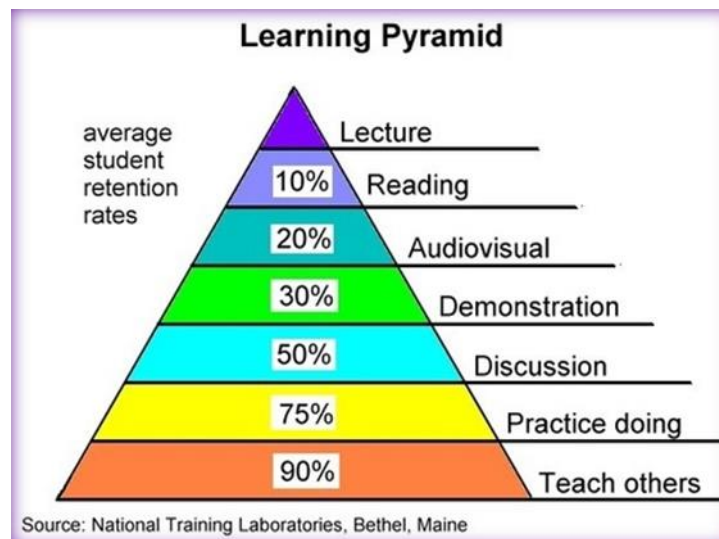 Learning Pyramid
average
student
retention
rates
Lecture
10% Reading
20% Audiovisual
30% Demonstration
50% Discussion
75% Practice doing
90% Teach others
Source: National Training Laboratories, Bethel, Maine